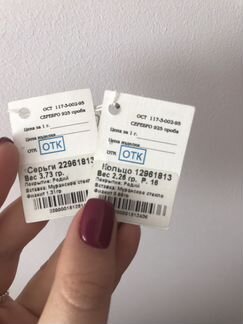 ОСТ 117-3-002-95
СЕРЕБРО 925 проба
Цена за 1 г.
Цена изделия
ОТК ОТК
Серьги 22961813
Вес 3,73 гр.
Покрытие: Родий
Вставка: Муранское стекло
ОСТ 117-3-002-95
СЕРЕБРО 925 проба
Цена за 1 г.
Цена изделия
ОТК ОТК
Кольцо 12961813
Вес 2,26 гр. Р. 16
Покрытие: Родий
Вставка: Муранское стекло